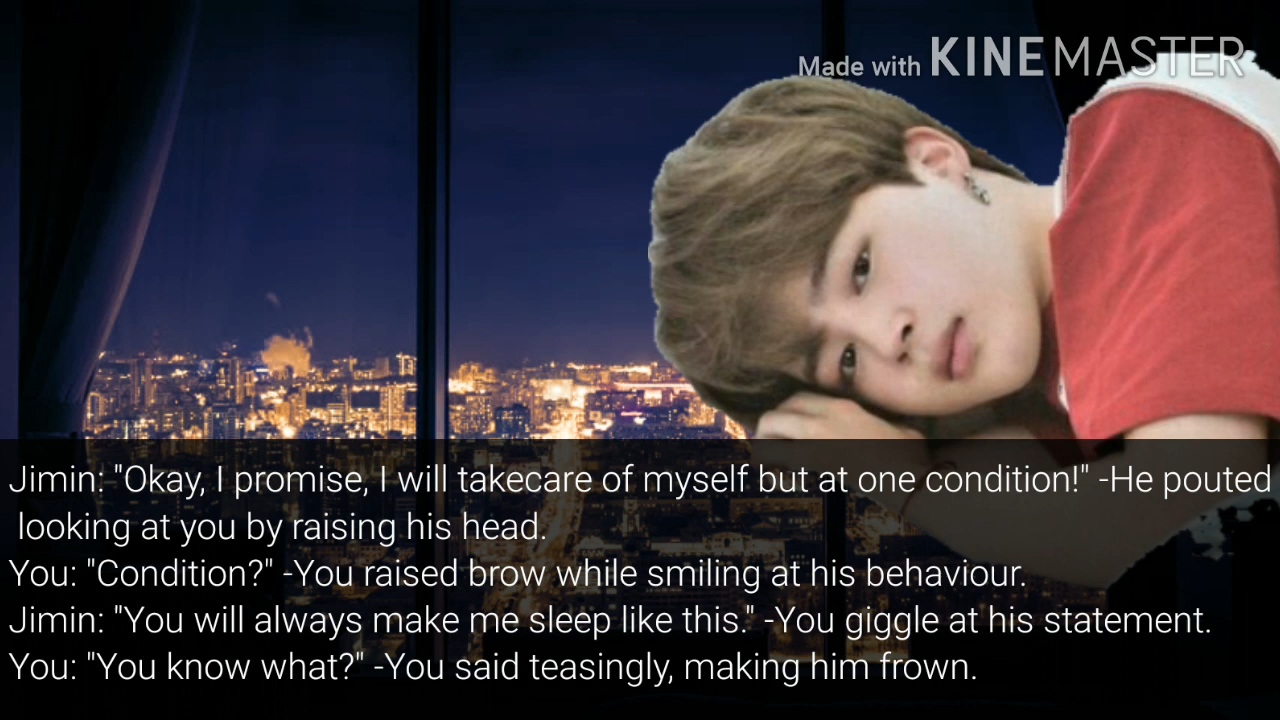 Made with KINEMASTER
Jimin: "Okay, I promise, I will takecare of myself but at one condition!" -He pouted
looking at you by raising his head.
You: "Condition?" -You raised brow while smiling at his behaviour.
Jimin: "You will always make me sleep like this." -You giggle at his statement.
You: "You know what?" -You said teasingly, making him frown.